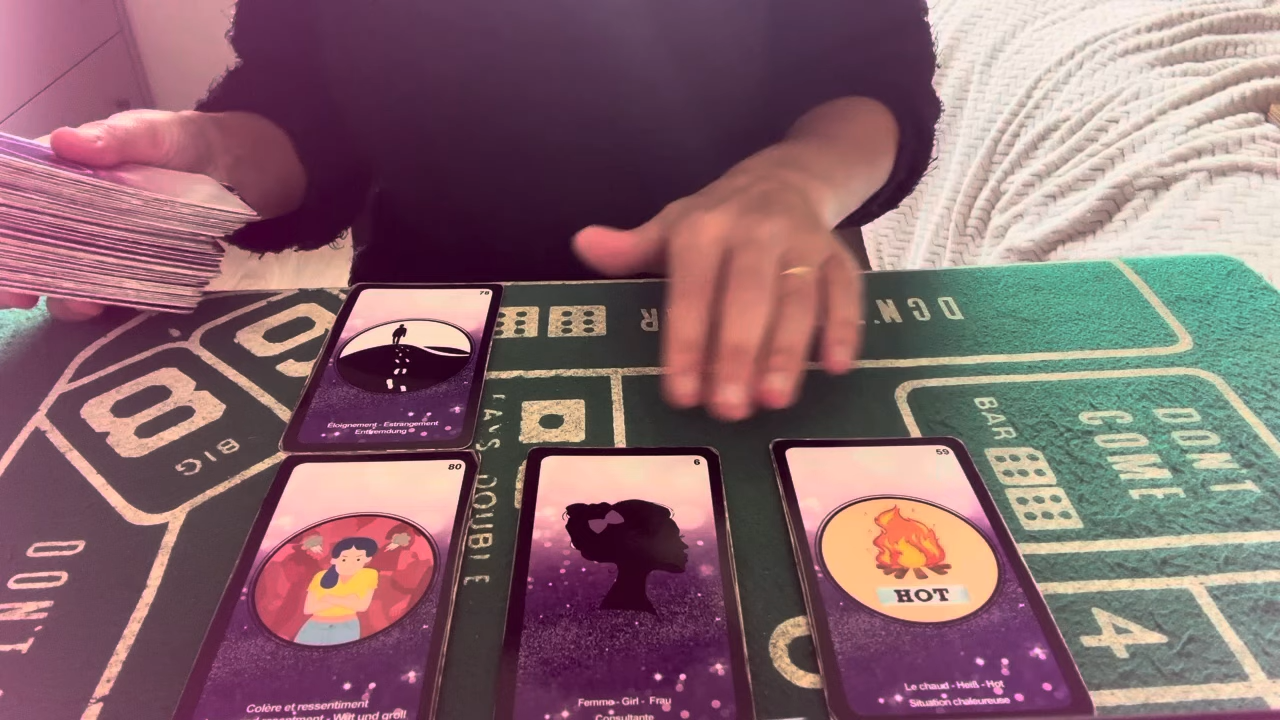 78
Éloignement - Estrangement
Entfremdung
80
Colère et ressentiment
6
Femme - Girl - Frau
Consultante
59
HOT
Le chaud - Heiß - Hot
Situation chaleureuse
BIG
8
BAR
DON'T
COME
4
DONT